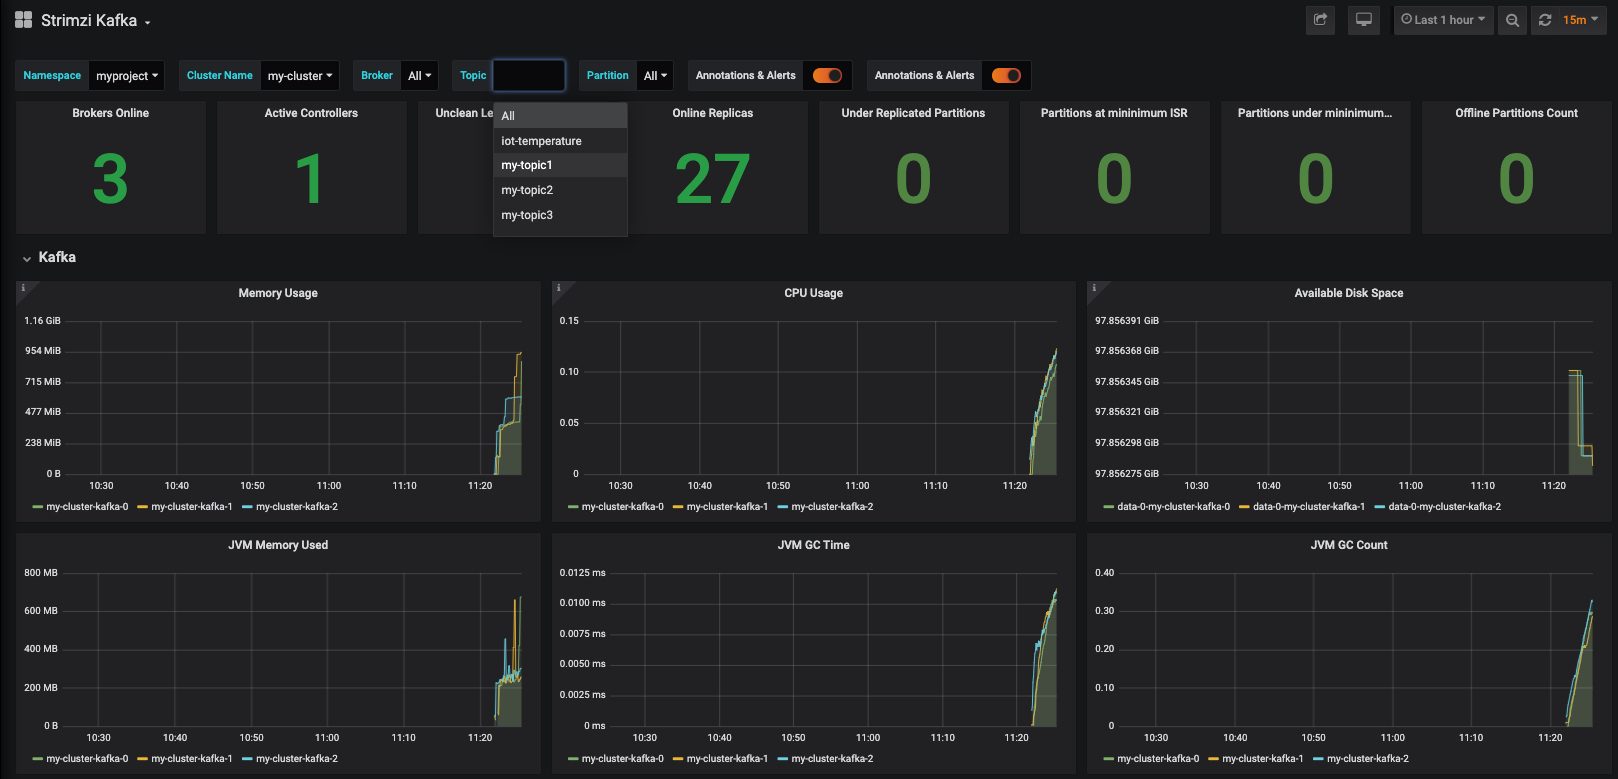 Strimzi Kafka
Last 1 hour
15m
Namespace myproject Cluster Name my-cluster Broker All Topic Partition All Annotations & Alerts Annotations & Alerts
All
iot-temperature
my-topic1
my-topic2
my-topic3
Brokers Online
3
Active Controllers
1
Unclean Le
Online Replicas
27
Under Replicated Partitions
0
Partitions at mininimum ISR
0
Partitions under mininimum...
0
Offline Partitions Count
0
Kafka
Memory Usage
1.16 GiB
954 MiB
715 MiB
477 MiB
238 MiB
0 B
10:30 10:40 10:50 11:00 11:10 11:20
my-cluster-kafka-0 my-cluster-kafka-1 my-cluster-kafka-2
CPU Usage
0.15
0.10
0.05
0
10:30 10:40 10:50 11:00 11:10 11:20
my-cluster-kafka-0 my-cluster-kafka-1 my-cluster-kafka-2
Available Disk Space
97.856391 GiB
97.856368 GiB
97.856345 GiB
97.856321 GiB
97.856298 GiB
97.856275 GiB
10:30 10:40 10:50 11:00 11:10 11:20
data-0-my-cluster-kafka-0 data-0-my-cluster-kafka-1 data-0-my-cluster-kafka-2
JVM Memory Used
800 MB
600 MB
400 MB
200 MB
0 B
10:30 10:40 10:50 11:00 11:10 11:20
my-cluster-kafka-0 my-cluster-kafka-1 my-cluster-kafka-2
JVM GC Time
0.0125 ms
0.0100 ms
0.0075 ms
0.0050 ms
0.0025 ms
0 ms
10:30 10:40 10:50 11:00 11:10 11:20
my-cluster-kafka-0 my-cluster-kafka-1 my-cluster-kafka-2
JVM GC Count
0.40
0.30
0.20
0.10
0
10:30 10:40 10:50 11:00 11:10 11:20
my-cluster-kafka-0 my-cluster-kafka-1 my-cluster-kafka-2